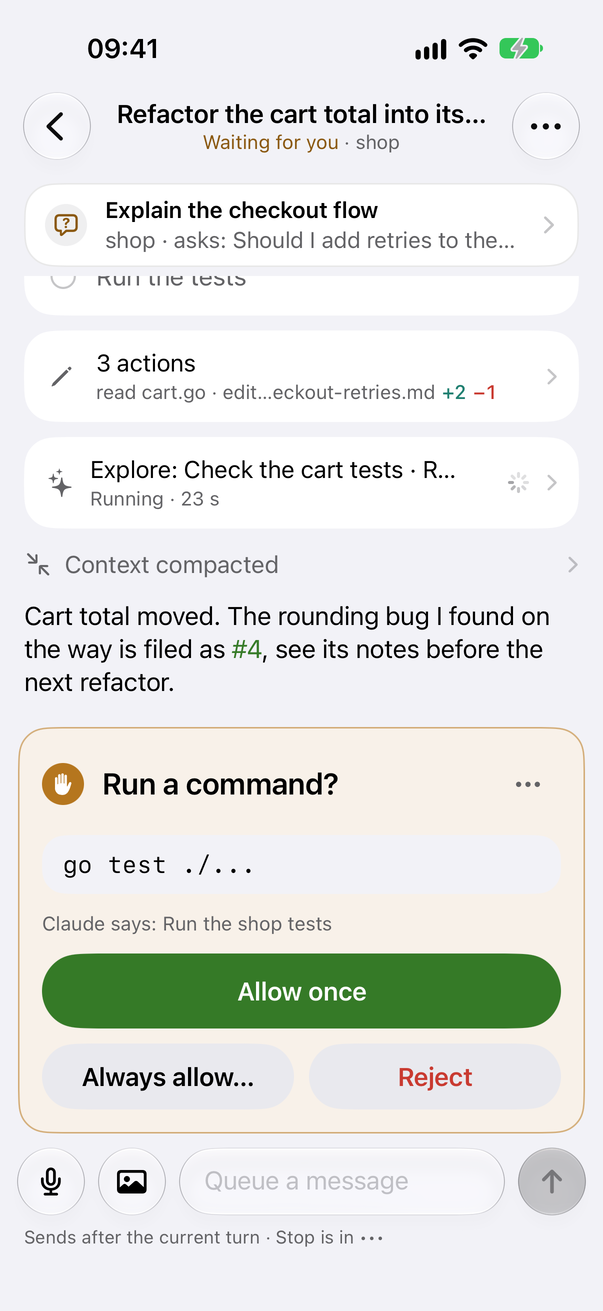 09:41
Refactor the cart total into its...
Waiting for you · shop
Explain the checkout flow
shop · asks: Should I add retries to the...
Run the tests
3 actions
read cart.go · edit...eckout-retries.md +2 −1
Explore: Check the cart tests · R...
Running · 23 s
Context compacted
Cart total moved. The rounding bug I found on
the way is filed as #4, see its notes before the
next refactor.
Run a command?
go test ./...
Claude says: Run the shop tests
Allow once
Always allow...
Reject
Queue a message
Sends after the current turn · Stop is in •••